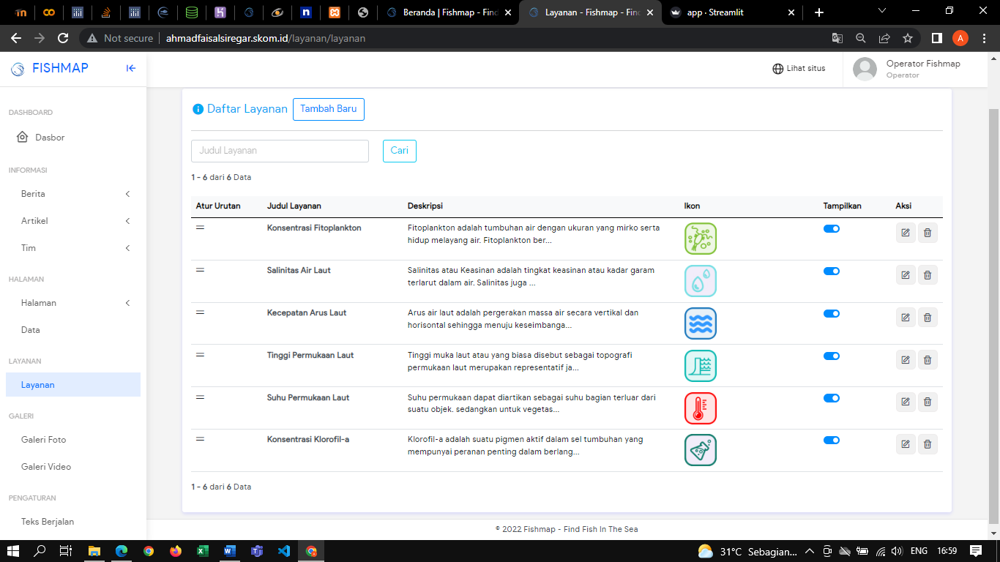 Beranda | Fishmap - Find
Layanan - Fishmap - Find
app · Streamlit
Not secure
ahmadfaisalsiregar.skom.id/layanan/layanan
A
FISHMAP
Lihat situs
Operator Fishmap
Operator
DASHBOARD
Dasbor
INFORMASI
Berita
Artikel
Tim
HALAMAN
Halaman
Data
LAYANAN
Layanan
GALERI
Galeri Foto
Galeri Video
PENGATURAN
Teks Berjalan
Daftar Layanan Tambah Baru
Judul Layanan Cari
1 - 6 dari 6 Data
Atur Urutan Judul Layanan Deskripsi Ikon Tampilkan Aksi
Konsentrasi Fitoplankton
Fitoplankton adalah tumbuhan air dengan ukuran yang mirko serta
hidup melayang air. Fitoplankton ber...
Salinitas Air Laut
Salinitas atau Keasinan adalah tingkat keasinan atau kadar garam
terlarut dalam air. Salinitas juga ...
Kecepatan Arus Laut
Arus air laut adalah pergerakan massa air secara vertikal dan
horisontal sehingga menuju keseimbanga...
Tinggi Permukaan Laut
Tinggi muka laut atau yang biasa disebut sebagai topografi
permukaan laut merupakan representatif ja...
Suhu Permukaan Laut
Suhu permukaan dapat diartikan sebagai suhu bagian terluar dari
suatu objek. sedangkan untuk vegetas...
Konsentrasi Klorofil-a
Klorofil-a adalah suatu pigmen aktif dalam sel tumbuhan yang
mempunyai peranan penting dalam berlang...
1 - 6 dari 6 Data
© 2022 Fishmap - Find Fish In The Sea
31°C Sebagian... ENG 16:59